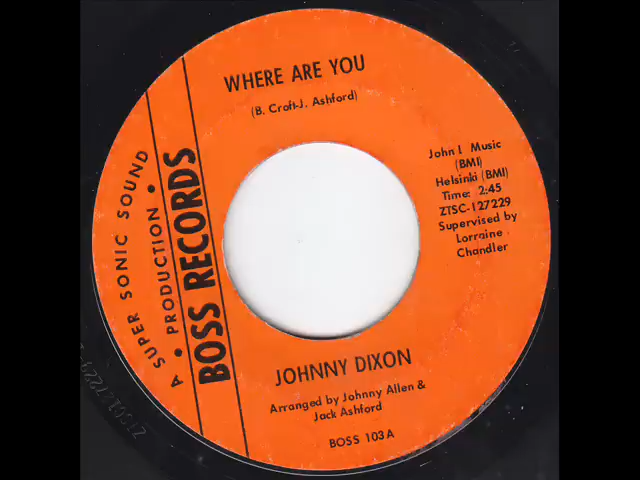 WHERE ARE YOU
(B. Croft-J. Ashford)
John L Music
(BMI)
Helsinki (BMI)
Time: 2:45
ZTSC-127229
Supervised by
Lorraine
Chandler
A SUPER SONIC SOUND
• PRODUCTION •
BOSS RECORDS
JOHNNY DIXON
Arranged by Johnny Allen &
Jack Ashford
BOSS 103A